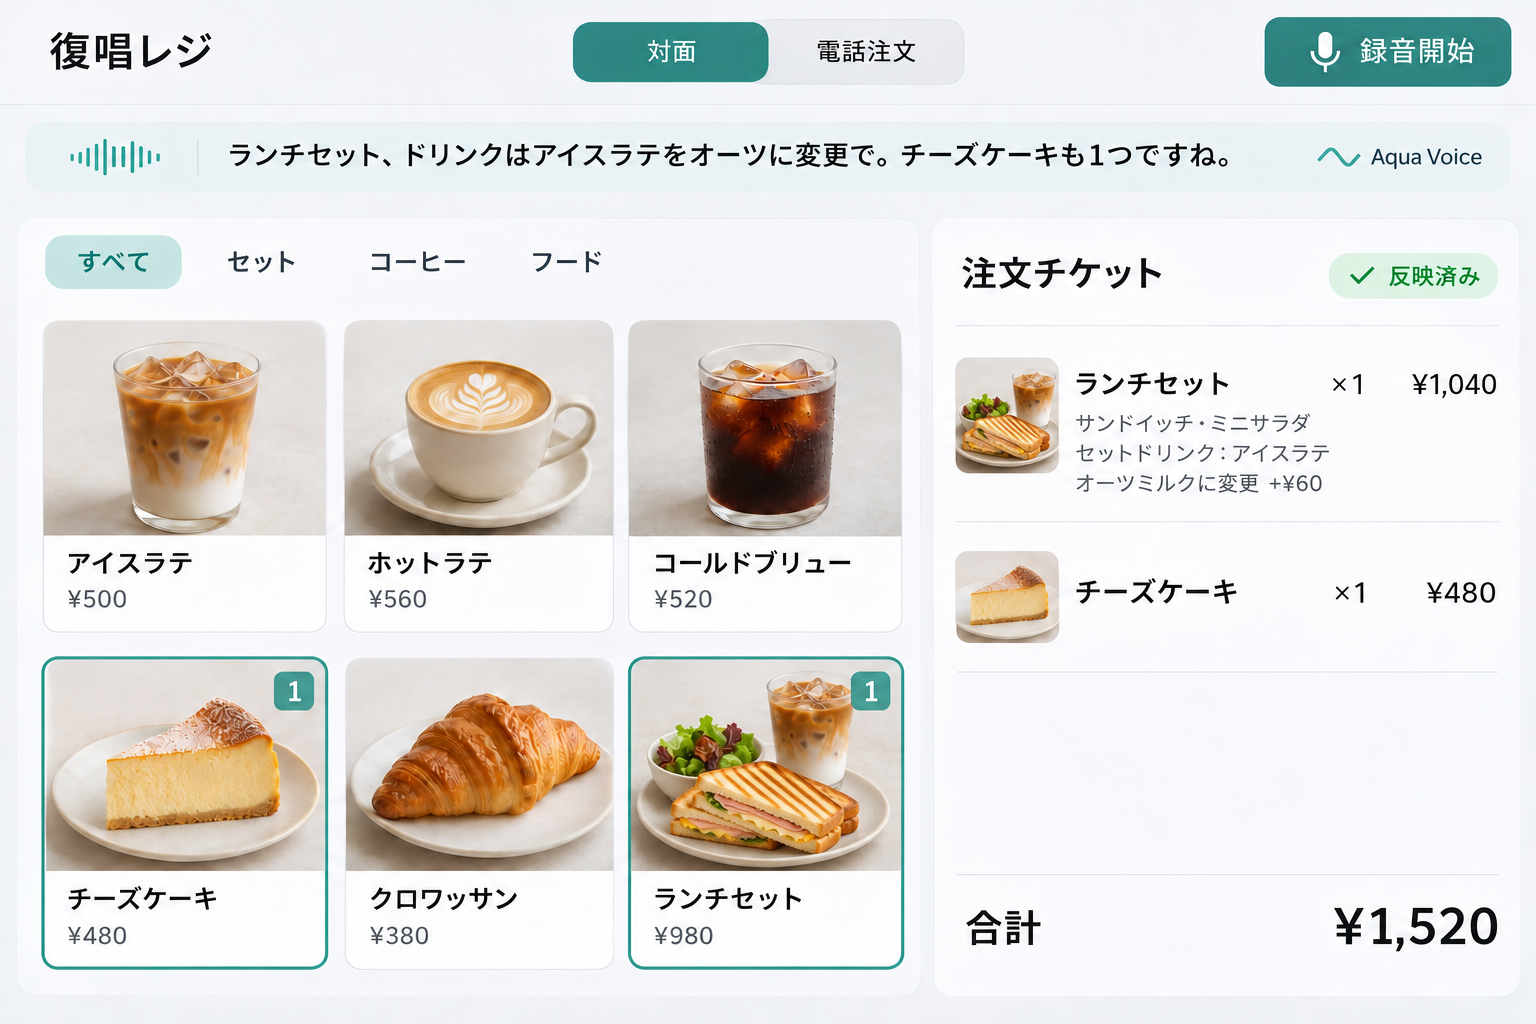 復唱レジ
対面
電話注文
録音開始
ランチセット、ドリンクはアイスラテをオーツに変更で。チーズケーキも1つですね。
Aqua Voice
すべて
セット
コーヒー
フード
アイスラテ
¥500
ホットラテ
¥560
コールドブリュー
¥520
1
チーズケーキ
¥480
クロワッサン
¥380
1
ランチセット
¥980
注文チケット
反映済み
ランチセット ×1 ¥1,040
サンドイッチ・ミニサラダ
セットドリンク：アイスラテ
オーツミルクに変更 +¥60
チーズケーキ ×1 ¥480
合計 ¥1,520